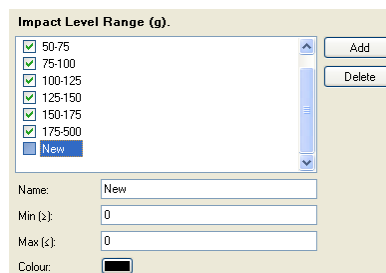 Impact Level Range (g).
50-75
75-100
100-125
125-150
150-175
175-500
New
Add
Delete
Name: New
Min (≥): 0
Max (≤): 0
Colour: